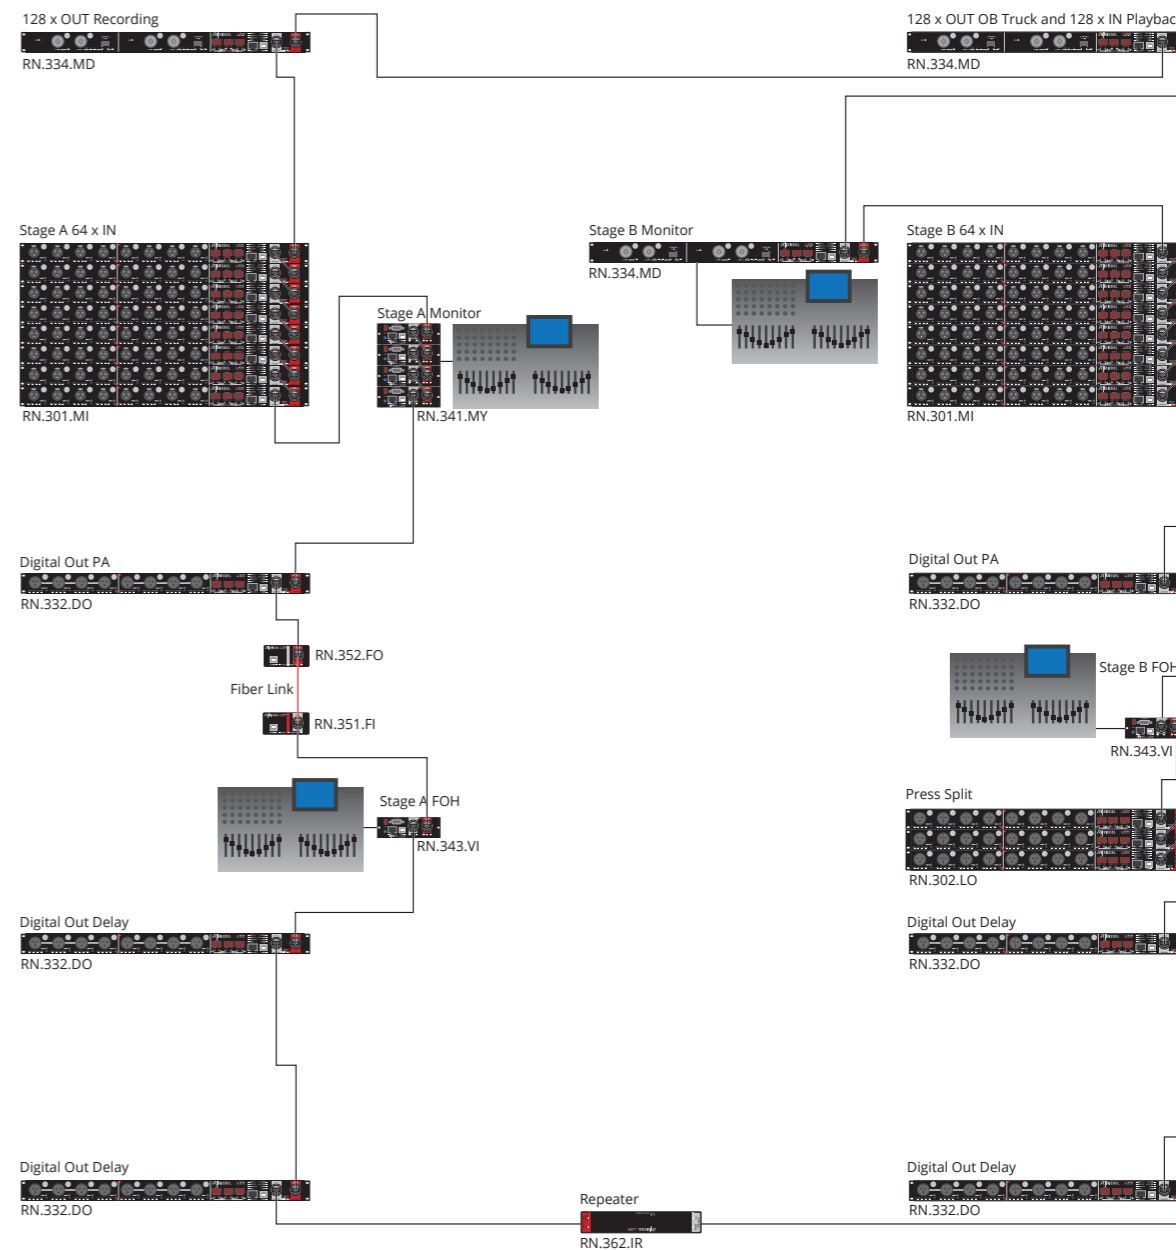 128 x OUT Recording
RN.334.MD
128 x OUT OB Truck and 128 x IN Playbac
RN.334.MD
Stage A 64 x IN
RN.301.MI
Stage A Monitor
RN.341.MY
Stage B Monitor
RN.334.MD
Stage B 64 x IN
RN.301.MI
Digital Out PA
RN.332.DO
Digital Out PA
RN.332.DO
RN.352.FO
Fiber Link
RN.351.FI
Stage B FOH
RN.343.VI
Stage A FOH
RN.343.VI
Press Split
RN.302.LO
Digital Out Delay
RN.332.DO
Digital Out Delay
RN.332.DO
Digital Out Delay
RN.332.DO
Repeater
RN.362.IR
Digital Out Delay
RN.332.DO